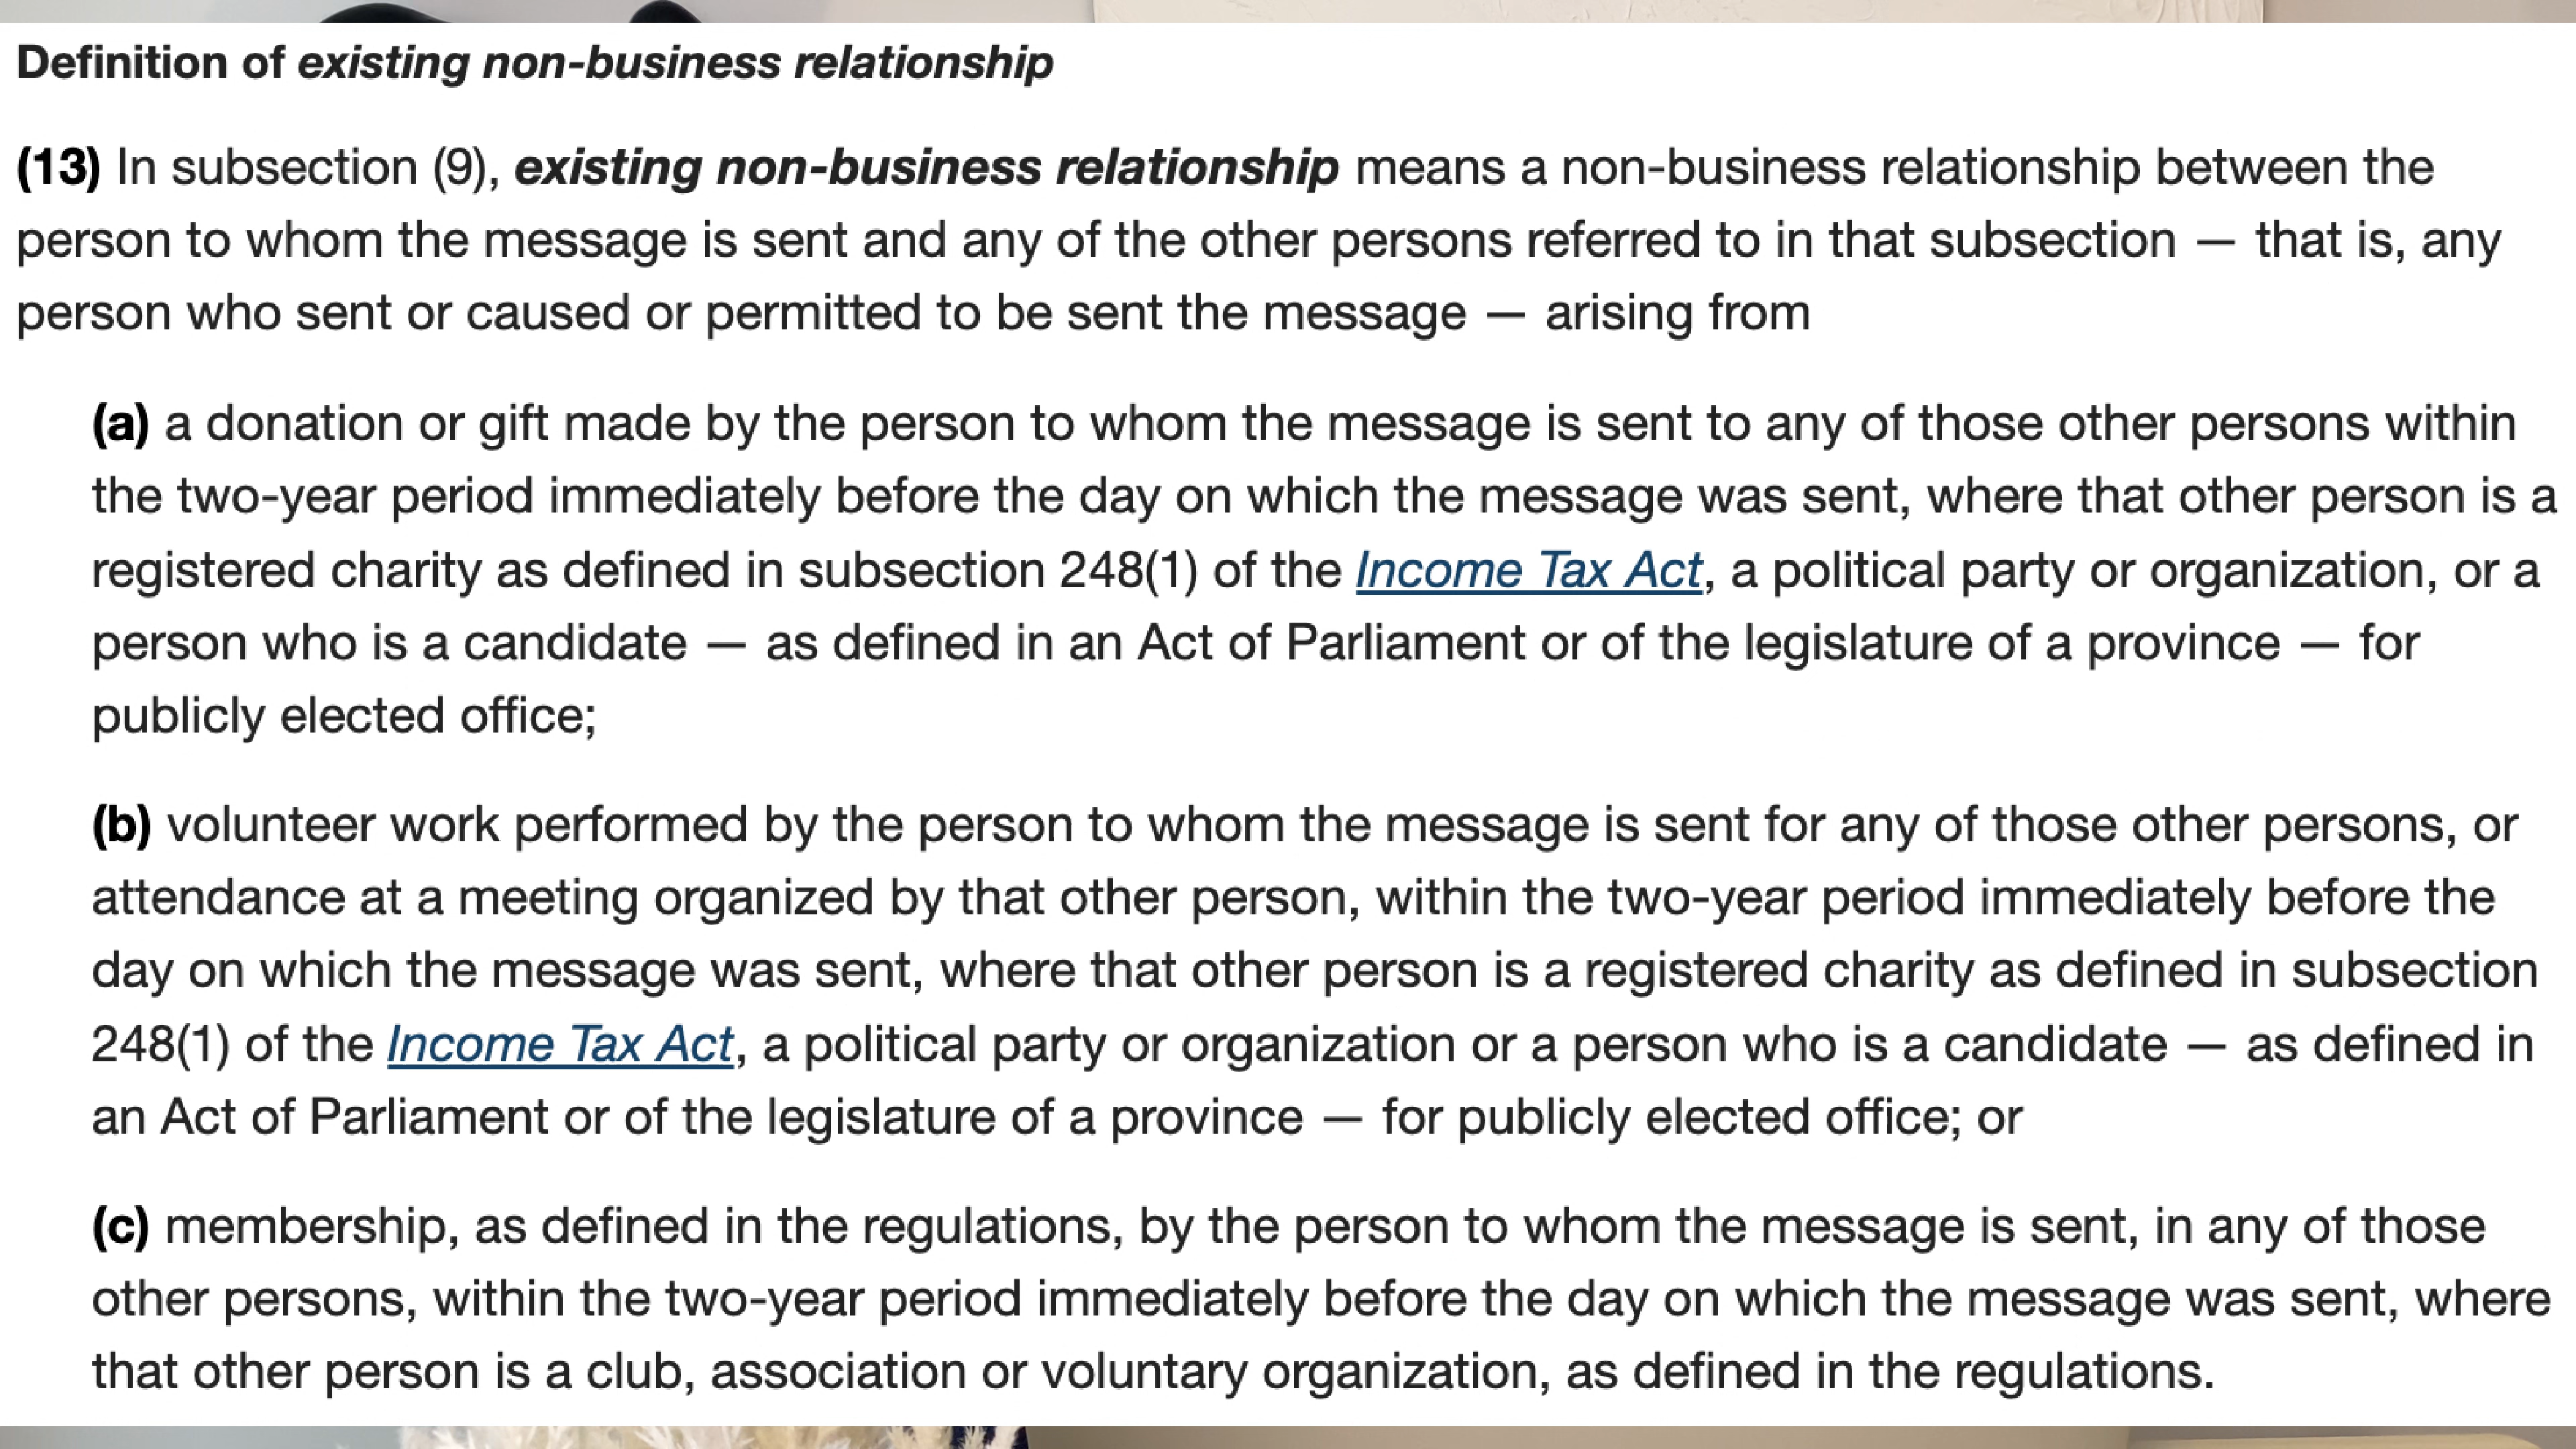 Definition of existing non-business relationship
(13) In subsection (9), existing non-business relationship means a non-business relationship between the
person to whom the message is sent and any of the other persons referred to in that subsection — that is, any
person who sent or caused or permitted to be sent the message — arising from
(a) a donation or gift made by the person to whom the message is sent to any of those other persons within
the two-year period immediately before the day on which the message was sent, where that other person is a
registered charity as defined in subsection 248(1) of the Income Tax Act, a political party or organization, or a
person who is a candidate — as defined in an Act of Parliament or of the legislature of a province — for
publicly elected office;
(b) volunteer work performed by the person to whom the message is sent for any of those other persons, or
attendance at a meeting organized by that other person, within the two-year period immediately before the
day on which the message was sent, where that other person is a registered charity as defined in subsection
248(1) of the Income Tax Act, a political party or organization or a person who is a candidate — as defined in
an Act of Parliament or of the legislature of a province — for publicly elected office; or
(c) membership, as defined in the regulations, by the person to whom the message is sent, in any of those
other persons, within the two-year period immediately before the day on which the message was sent, where
that other person is a club, association or voluntary organization, as defined in the regulations.